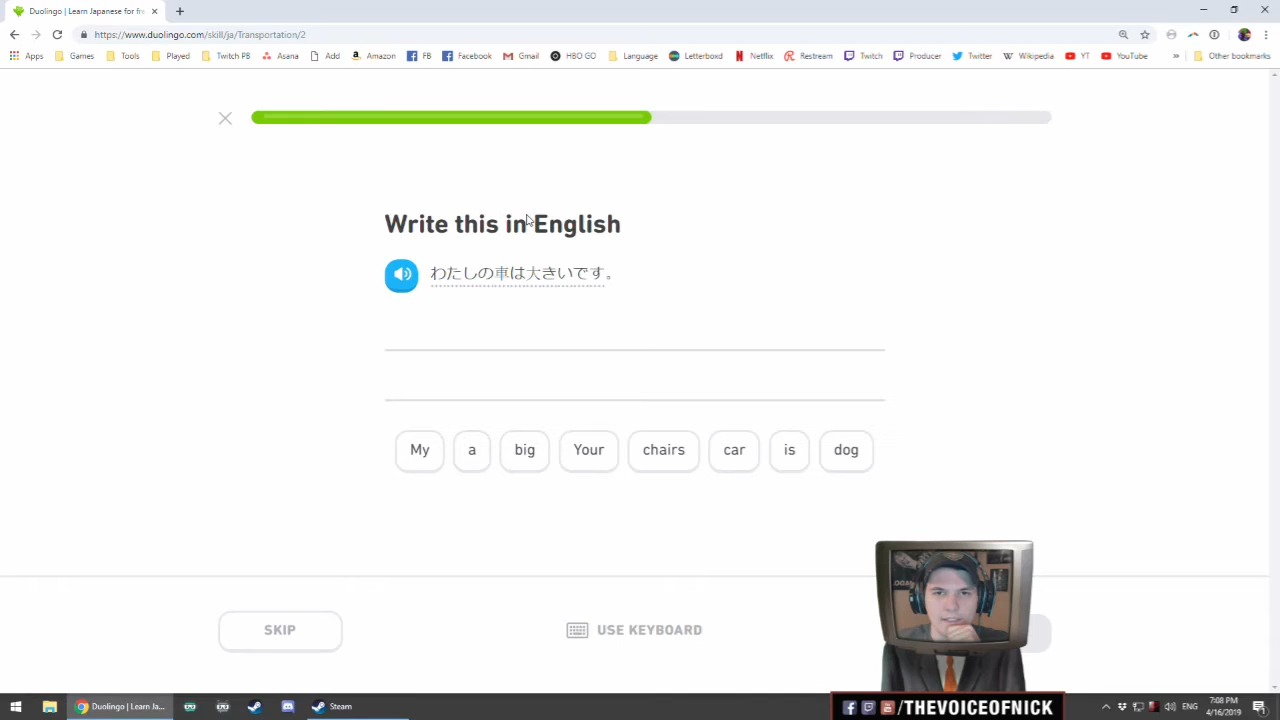 Duolingo | Learn Japanese for fr
https://www.duolingo.com/skill/ja/Transportation/2
Apps Games Tools Played Twitch PB Asana Add Amazon FB Facebook Gmail HBO GO Language Letterboxd Netflix Restream Twitch Producer Twitter Wikipedia YT YouTube » Other bookmarks
Write this in English
わたしの車は大きいです。
My a big Your chairs car is dog
SKIP
USE KEYBOARD
Duolingo | Learn Ja...
Steam
/THEVOICEOFNICK
ENG
7:08 PM
4/16/2019